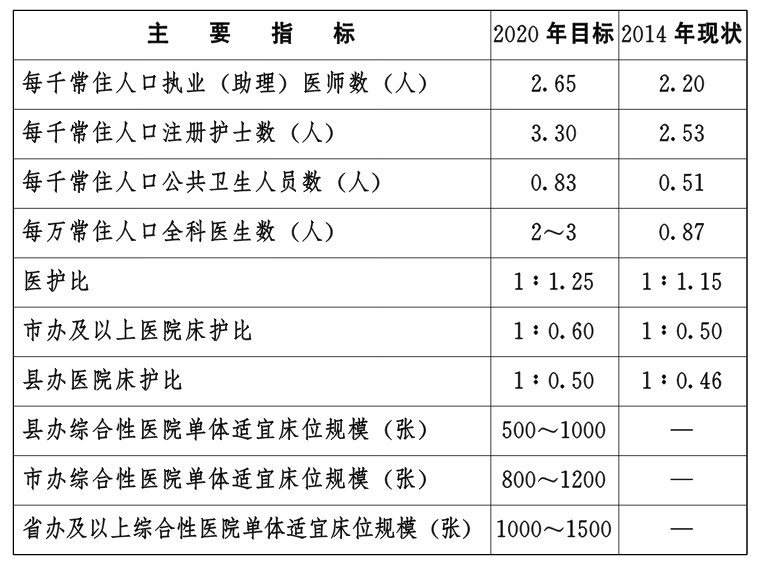 主 要 指 标 2020 年目标 2014 年现状
每千常住人口执业（助理）医师数（人） 2.65 2.20
每千常住人口注册护士数（人） 3.30 2.53
每千常住人口公共卫生人员数（人） 0.83 0.51
每万常住人口全科医生数（人） 2～3 0.87
医护比 1∶1.25 1∶1.15
市办及以上医院床护比 1∶0.60 1∶0.50
县办医院床护比 1∶0.50 1∶0.46
县办综合性医院单体适宜床位规模（张） 500～1000 —
市办综合性医院单体适宜床位规模（张） 800～1200 —
省办及以上综合性医院单体适宜床位规模（张） 1000～1500 —